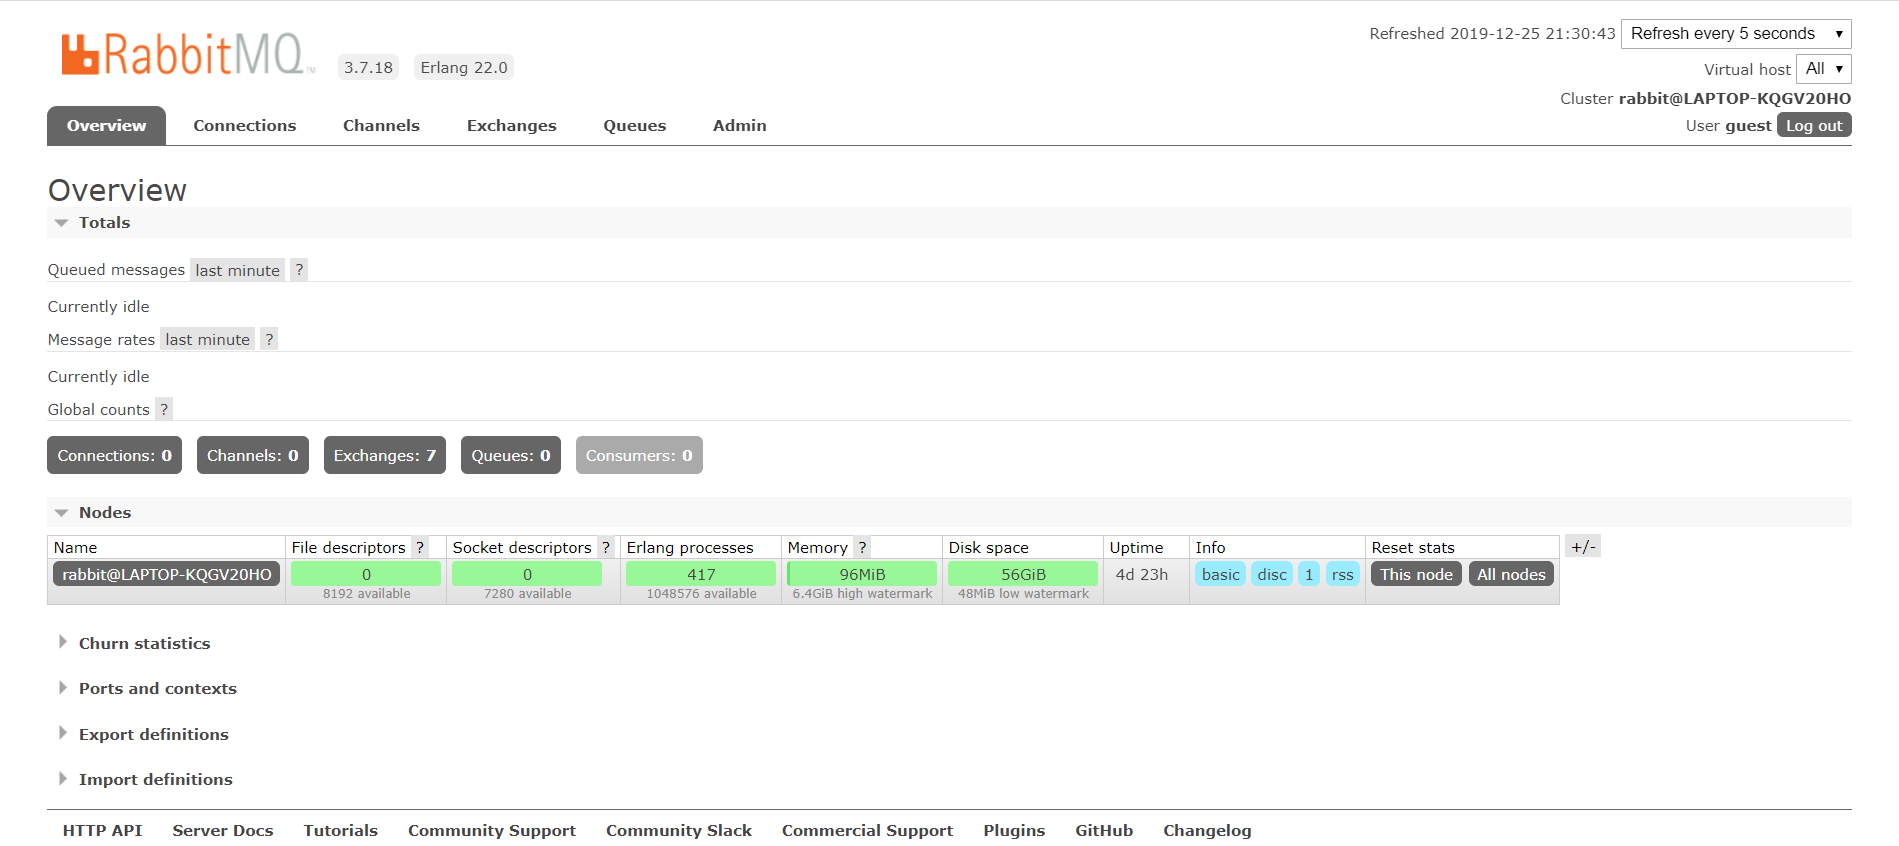 Refreshed 2019-12-25 21:30:43 Refresh every 5 seconds
RabbitMQ TM 3.7.18 Erlang 22.0
Virtual host All
Cluster rabbit@LAPTOP-KQGV20HO
User guest Log out
Overview Connections Channels Exchanges Queues Admin
Overview
Totals
Queued messages last minute ?
Currently idle
Message rates last minute ?
Currently idle
Global counts ?
Connections: 0 Channels: 0 Exchanges: 7 Queues: 0 Consumers: 0
Nodes
Name File descriptors ? Socket descriptors ? Erlang processes Memory ? Disk space Uptime Info Reset stats +/-
rabbit@LAPTOP-KQGV20HO 0 0 417 96MiB 56GiB 4d 23h basic disc 1 rss This node All nodes
8192 available 7280 available 1048576 available 6.4GiB high watermark 48MiB low watermark
Churn statistics
Ports and contexts
Export definitions
Import definitions
HTTP API Server Docs Tutorials Community Support Community Slack Commercial Support Plugins GitHub Changelog